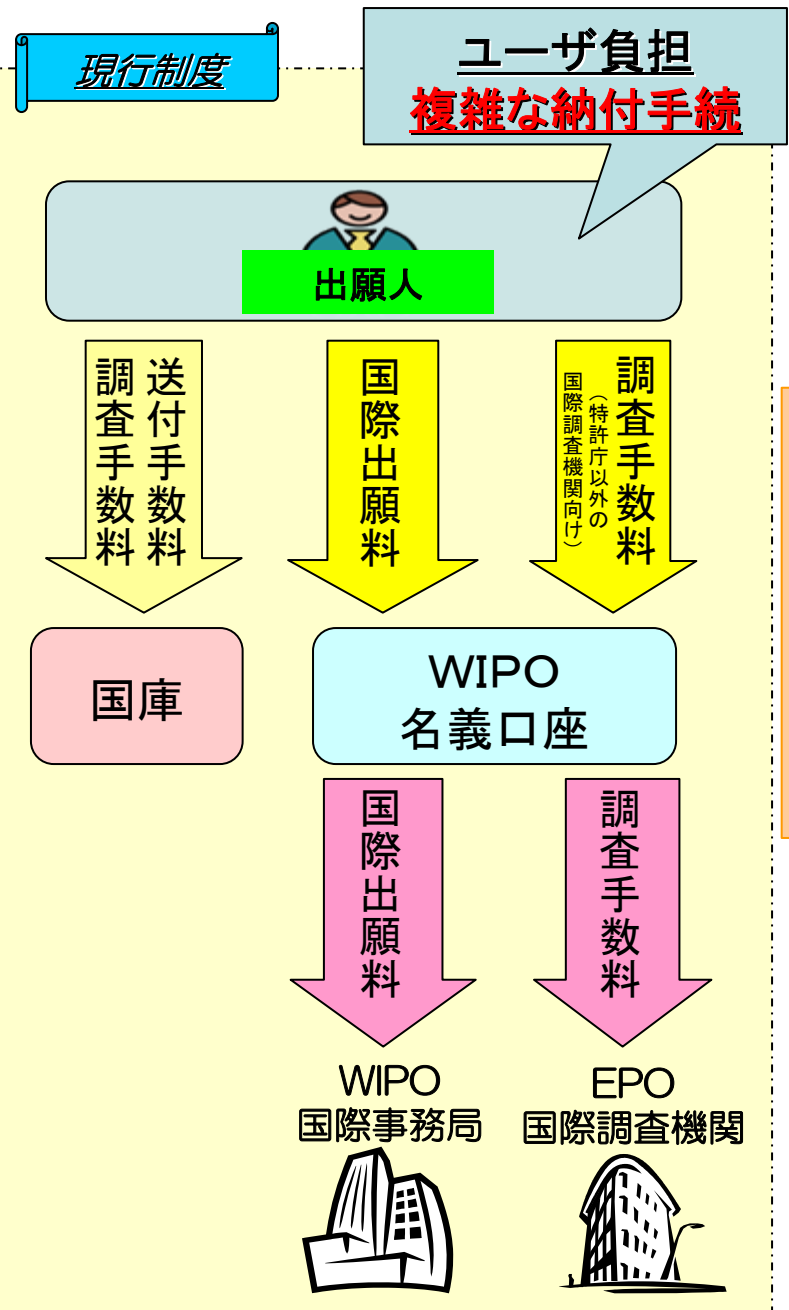 現行制度
ユーザ負担
複雑な納付手続
出願人
送付手数料
調査手数料
国際出願料
調査手数料
（特許庁以外の
国際調査機関向け）
国庫
WIPO
名義口座
国際出願料
調査手数料
WIPO
国際事務局
EPO
国際調査機関